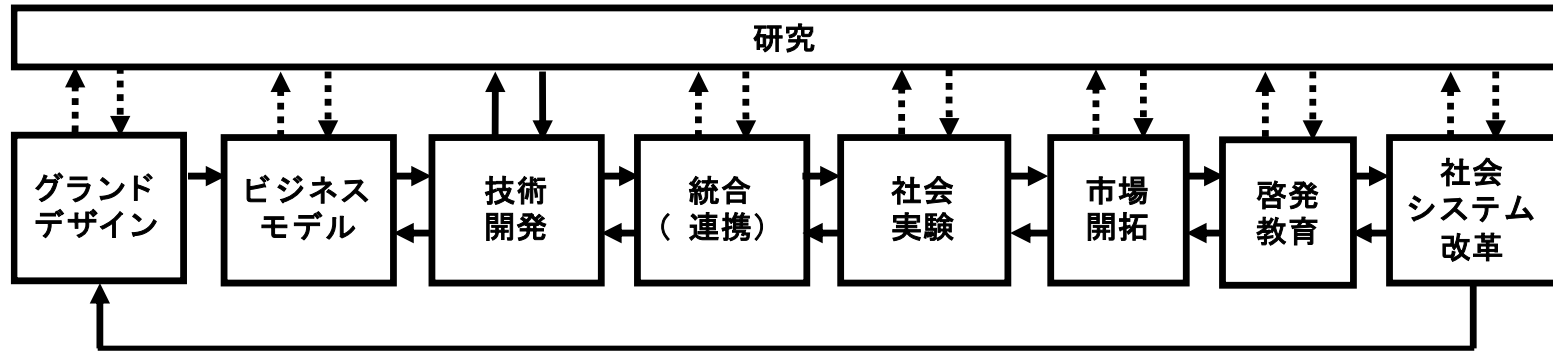 研究
グランド
デザイン
ビジネス
モデル
技術
開発
統合
（連携）
社会
実験
市場
開拓
啓発
教育
社会
システム
改革